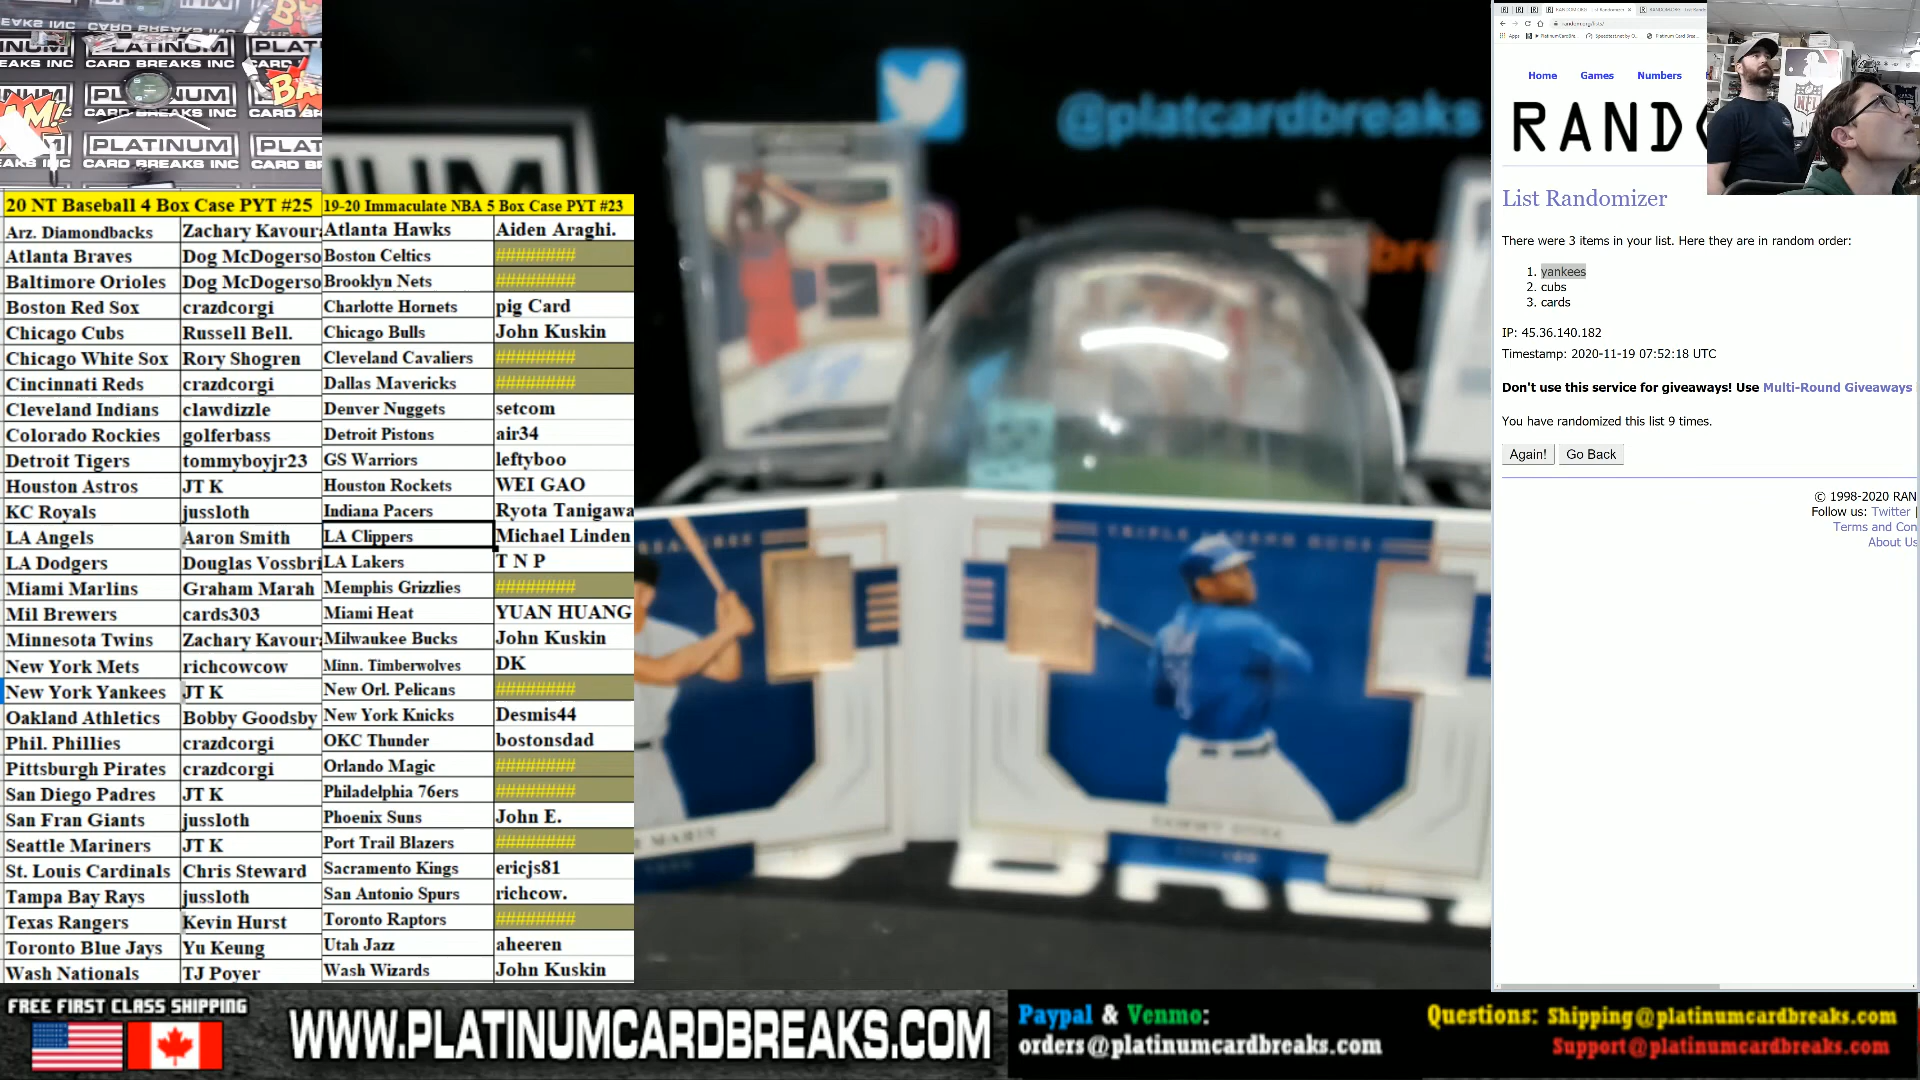 PLATINUM
CARD BREAKS INC
@platcardbreaks
20 NT Baseball 4 Box Case PYT #25
Arz. Diamondbacks Zachary Kavour
Atlanta Braves Dog McDogerso
Baltimore Orioles Dog McDogerso
Boston Red Sox crazdcorgi
Chicago Cubs Russell Bell.
Chicago White Sox Rory Shogren
Cincinnati Reds crazdcorgi
Cleveland Indians clawdizzle
Colorado Rockies golferbass
Detroit Tigers tommyboyjr23
Houston Astros JT K
KC Royals jussloth
LA Angels Aaron Smith
LA Dodgers Douglas Vossbri
Miami Marlins Graham Marah
Mil Brewers cards303
Minnesota Twins Zachary Kavour
New York Mets richcowcow
New York Yankees JT K
Oakland Athletics Bobby Goodsby
Phil. Phillies crazdcorgi
Pittsburgh Pirates crazdcorgi
San Diego Padres JT K
San Fran Giants jussloth
Seattle Mariners JT K
St. Louis Cardinals Chris Steward
Tampa Bay Rays jussloth
Texas Rangers Kevin Hurst
Toronto Blue Jays Yu Keung
Wash Nationals TJ Poyer
19-20 Immaculate NBA 5 Box Case PYT #23
Atlanta Hawks Aiden Araghi.
Boston Celtics #########
Brooklyn Nets #########
Charlotte Hornets pig Card
Chicago Bulls John Kuskin
Cleveland Cavaliers #########
Dallas Mavericks #########
Denver Nuggets setcom
Detroit Pistons air34
GS Warriors leftyboo
Houston Rockets WEI GAO
Indiana Pacers Ryota Tanigawa
LA Clippers Michael Linden
LA Lakers T N P
Memphis Grizzlies #########
Miami Heat YUAN HUANG
Milwaukee Bucks John Kuskin
Minn. Timberwolves DK
New Orl. Pelicans #########
New York Knicks Desmis44
OKC Thunder bostonsdad
Orlando Magic #########
Philadelphia 76ers #########
Phoenix Suns John E.
Port Trail Blazers #########
Sacramento Kings ericjs81
San Antonio Spurs richcow.
Toronto Raptors #########
Utah Jazz aheeren
Wash Wizards John Kuskin
Home Games Numbers
RAND
List Randomizer
There were 3 items in your list. Here they are in random order:
1. yankees
2. cubs
3. cards
IP: 45.36.140.182
Timestamp: 2020-11-19 07:52:18 UTC
Don't use this service for giveaways! Use Multi-Round Giveaways
You have randomized this list 9 times.
Again! Go Back
© 1998-2020 RAN
Follow us: Twitter |
Terms and Con
About Us
FREE FIRST CLASS SHIPPING
WWW.PLATINUMCARDBREAKS.COM
Paypal & Venmo:
orders@platinumcardbreaks.com
Questions: Shipping@platinumcardbreaks.com
Support@platinumcardbreaks.com